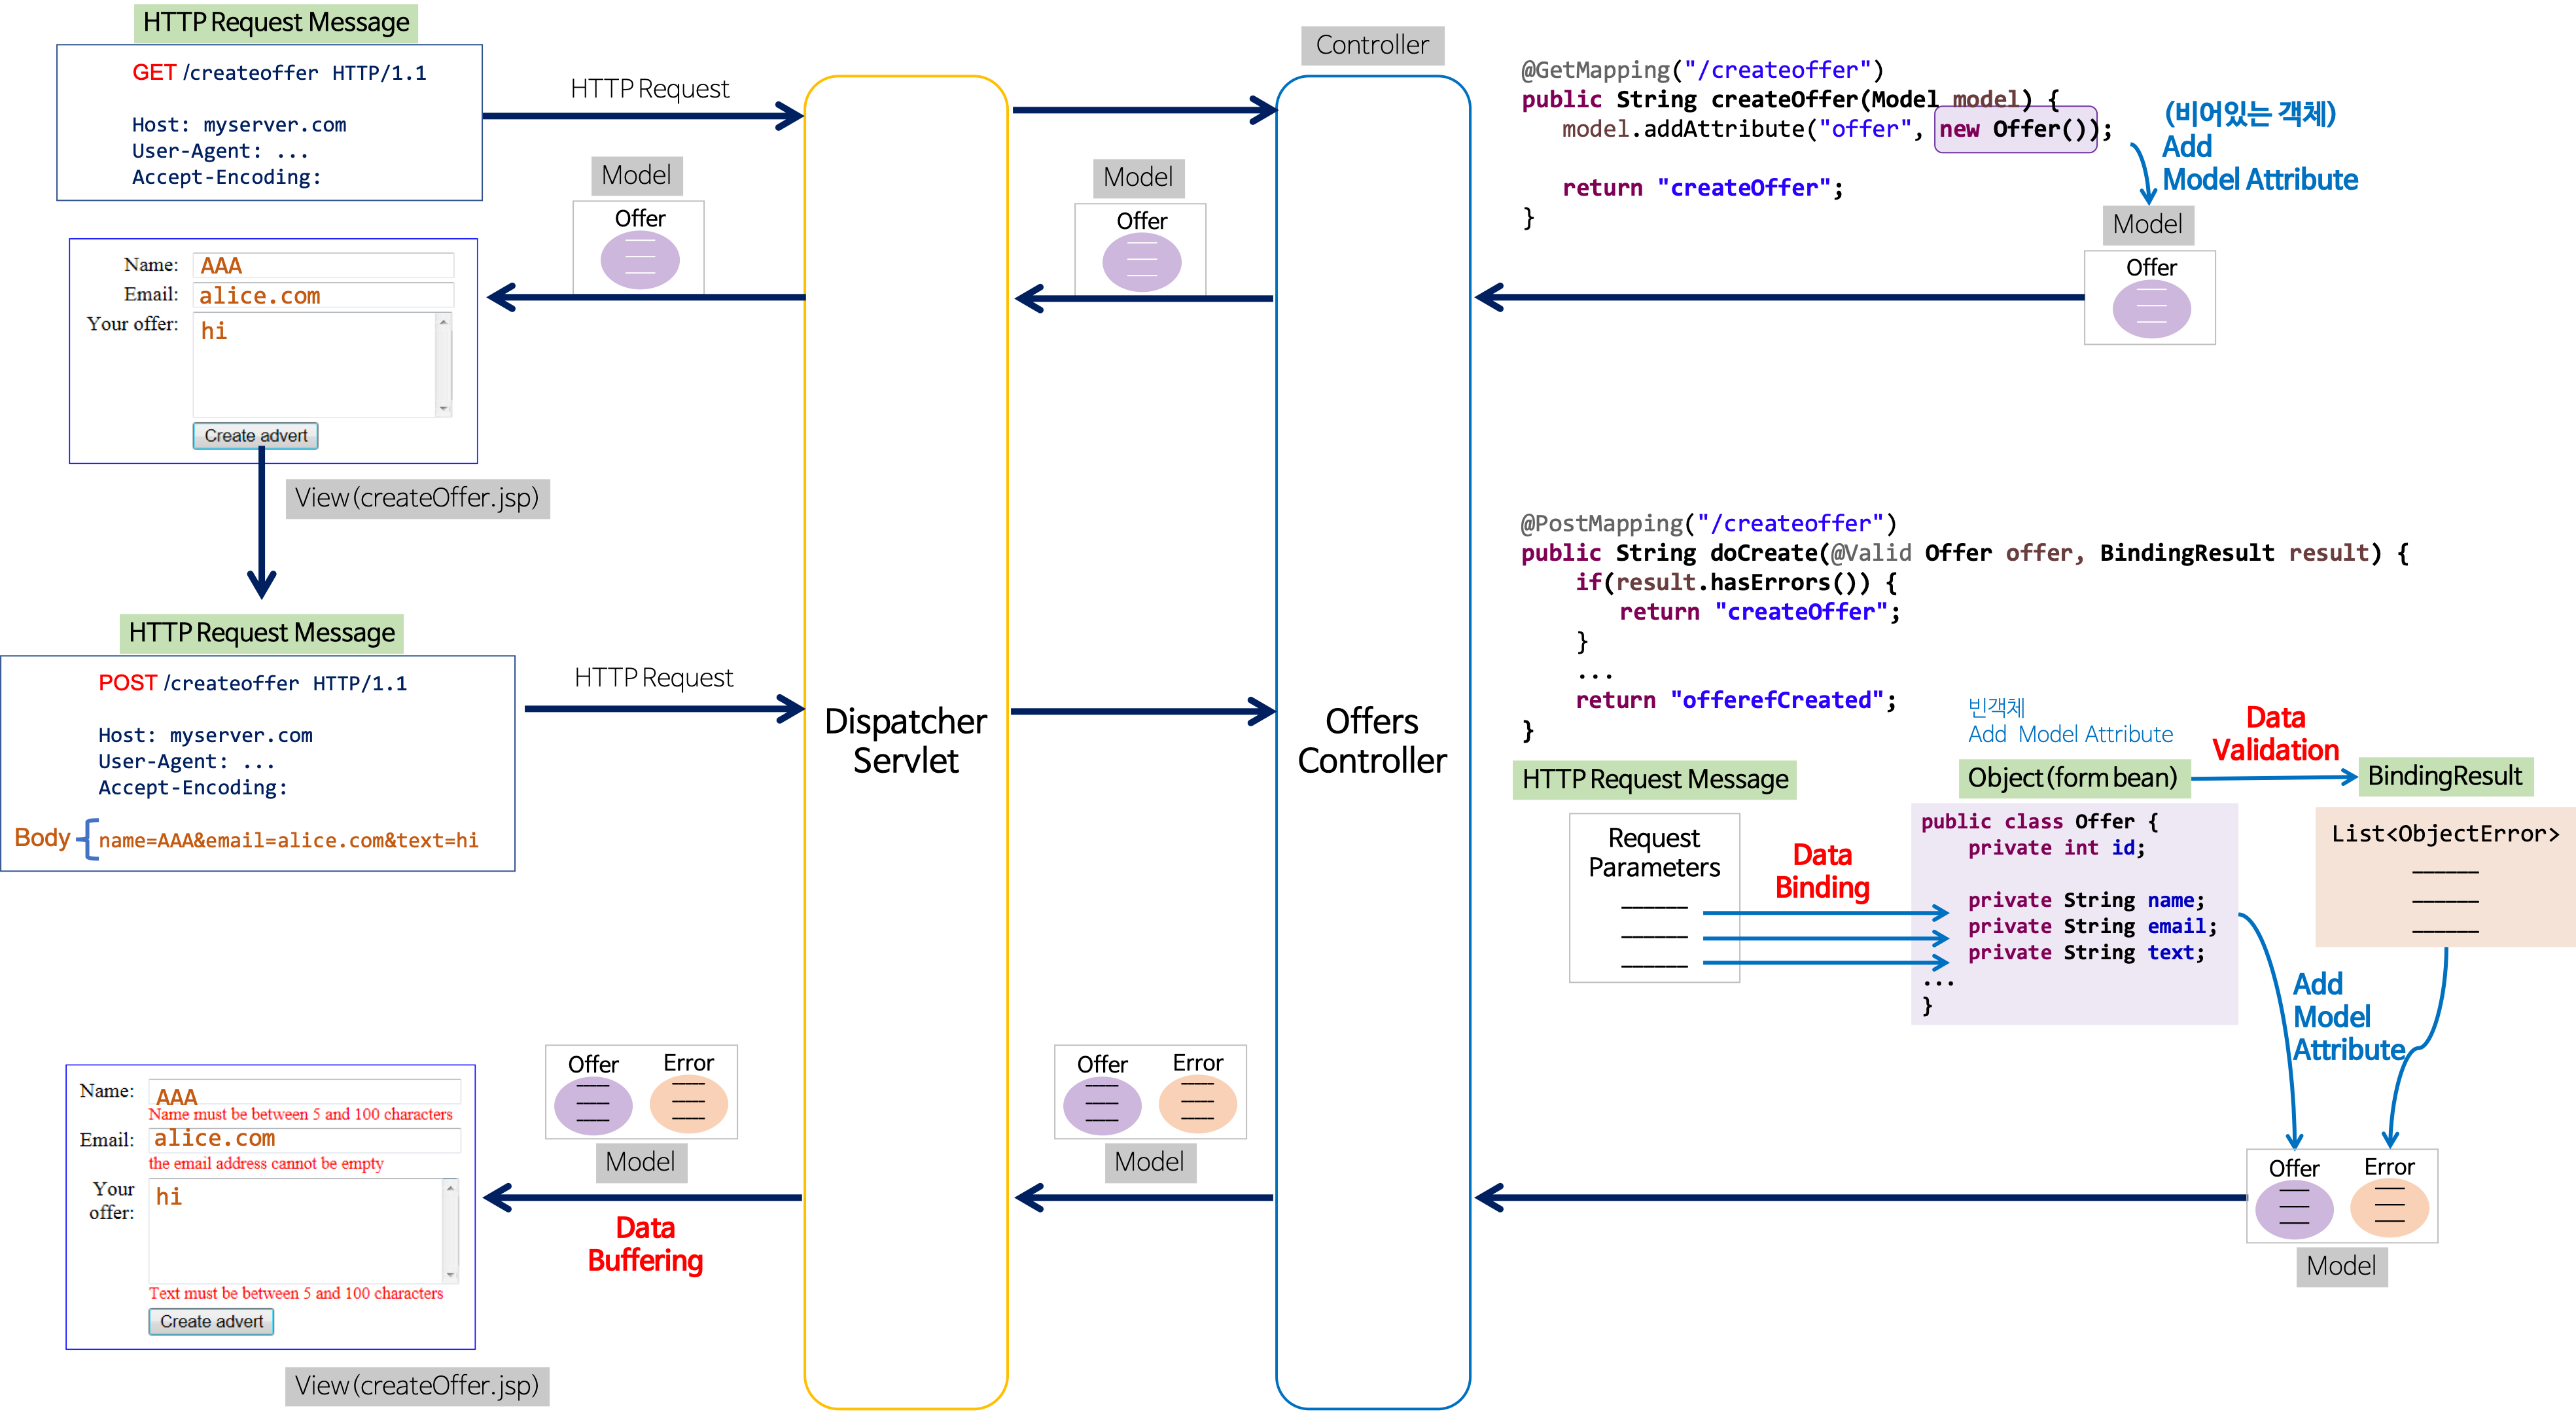 HTTP Request Message
GET /createoffer HTTP/1.1
Host: myserver.com
User-Agent: ...
Accept-Encoding:
HTTP Request
Controller
@GetMapping("/createoffer")
public String createOffer(Model model) {
model.addAttribute("offer", new Offer());
return "createOffer";
}
(비어있는 객체)
Add
Model Attribute
Model
Offer
Model
Offer
Model
Offer
Name: AAA
Email: alice.com
Your offer: hi
Create advert
View(createOffer.jsp)
HTTP Request Message
POST /createoffer HTTP/1.1
Host: myserver.com
User-Agent: ...
Accept-Encoding:
Body name=AAA&email=alice.com&text=hi
HTTP Request
Dispatcher
Servlet
Offers
Controller
@PostMapping("/createoffer")
public String doCreate(@Valid Offer offer, BindingResult result) {
if(result.hasErrors()) {
return "createOffer";
}
...
return "offerefCreated";
}
빈객체
Add Model Attribute
Data
Validation
HTTP Request Message
Object(form bean)
BindingResult
Request
Parameters
Data
Binding
public class Offer {
private int id;
private String name;
private String email;
private String text;
...
}
List<ObjectError>
Add
Model
Attribute
Offer Error
Model
Offer Error
Model
Offer Error
Model
Data
Buffering
Name: AAA
Name must be between 5 and 100 characters
Email: alice.com
the email address cannot be empty
Your
offer:
hi
Text must be between 5 and 100 characters
Create advert
View(createOffer.jsp)